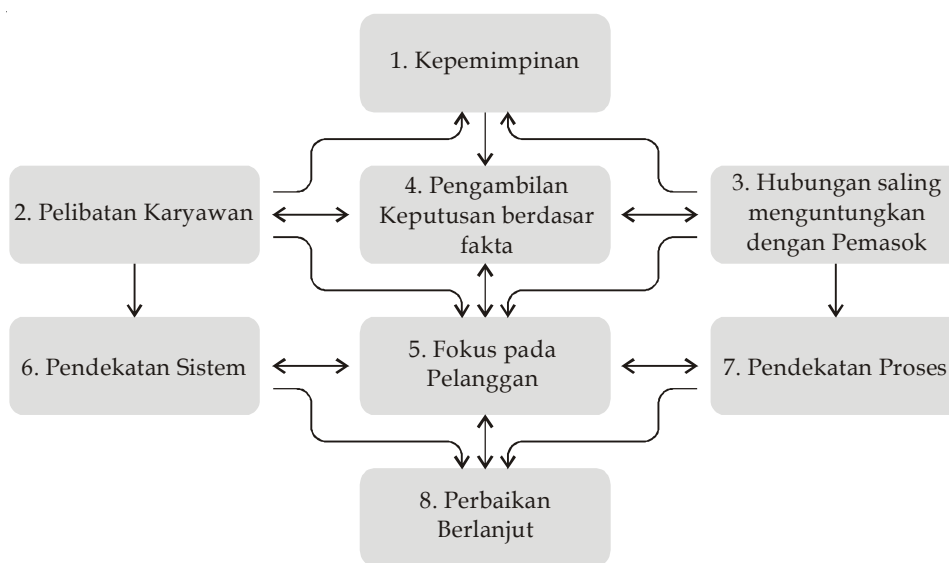 1. Kepemimpinan
2. Pelibatan Karyawan
4. Pengambilan
Keputusan berdasar
fakta
3. Hubungan saling
menguntungkan
dengan Pemasok
6. Pendekatan Sistem
5. Fokus pada
Pelanggan
7. Pendekatan Proses
8. Perbaikan
Berlanjut